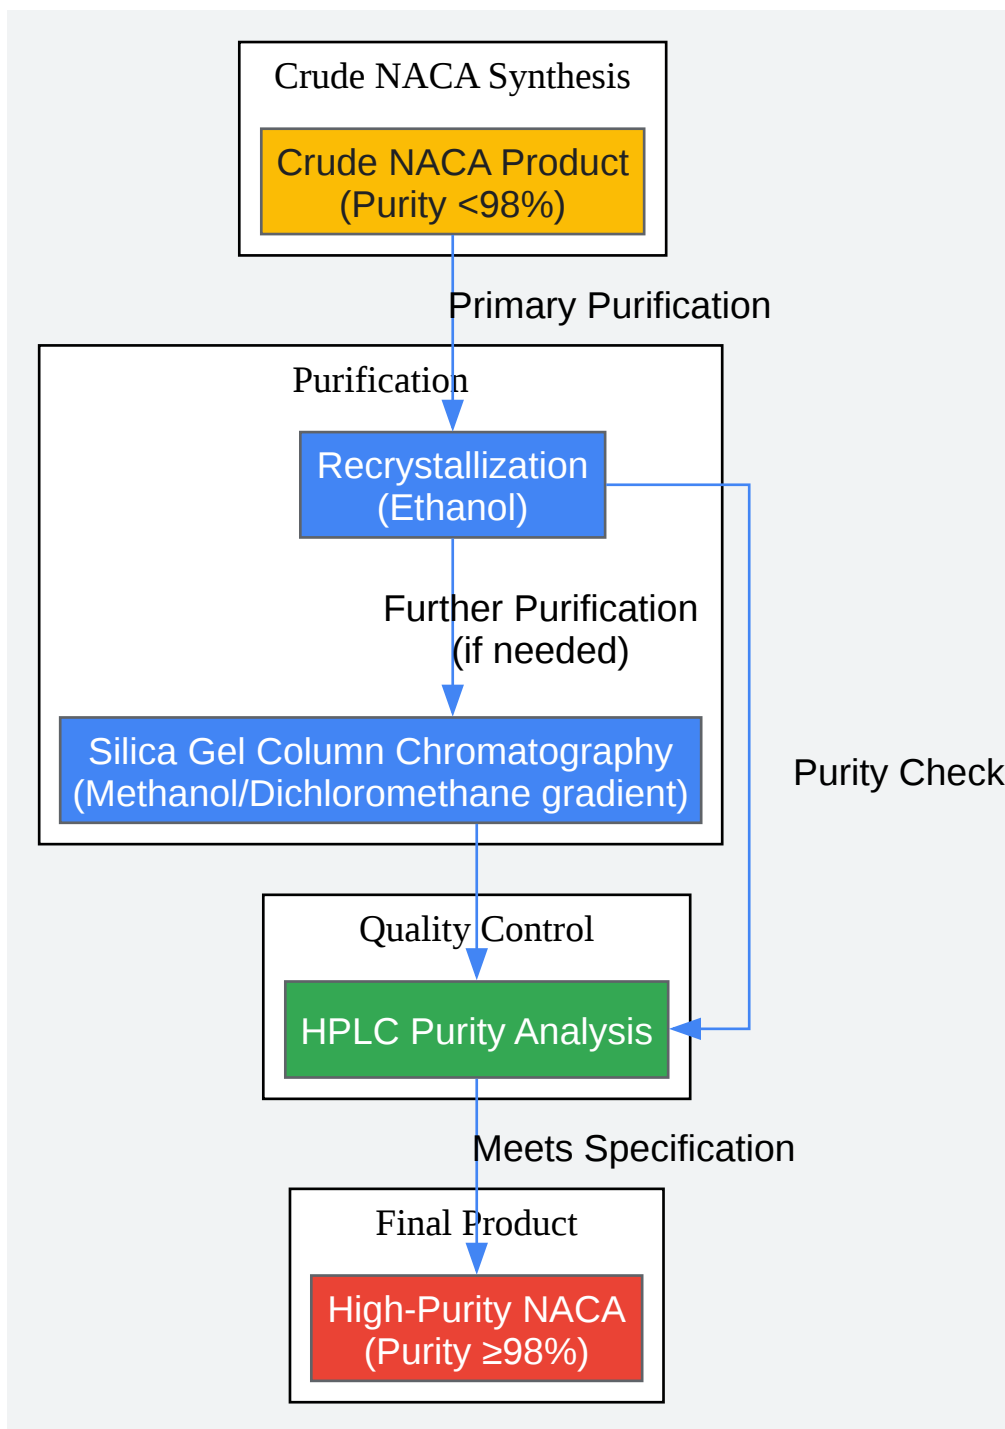 Crude NACA Synthesis
Crude NACA Product
(Purity <98%)
Primary Purification
Purification
Recrystallization
(Ethanol)
Further Purification
(if needed)
Silica Gel Column Chromatography
(Methanol/Dichloromethane gradient)
Purity Check
Quality Control
HPLC Purity Analysis
Meets Specification
Final Product
High-Purity NACA
(Purity ≥98%)